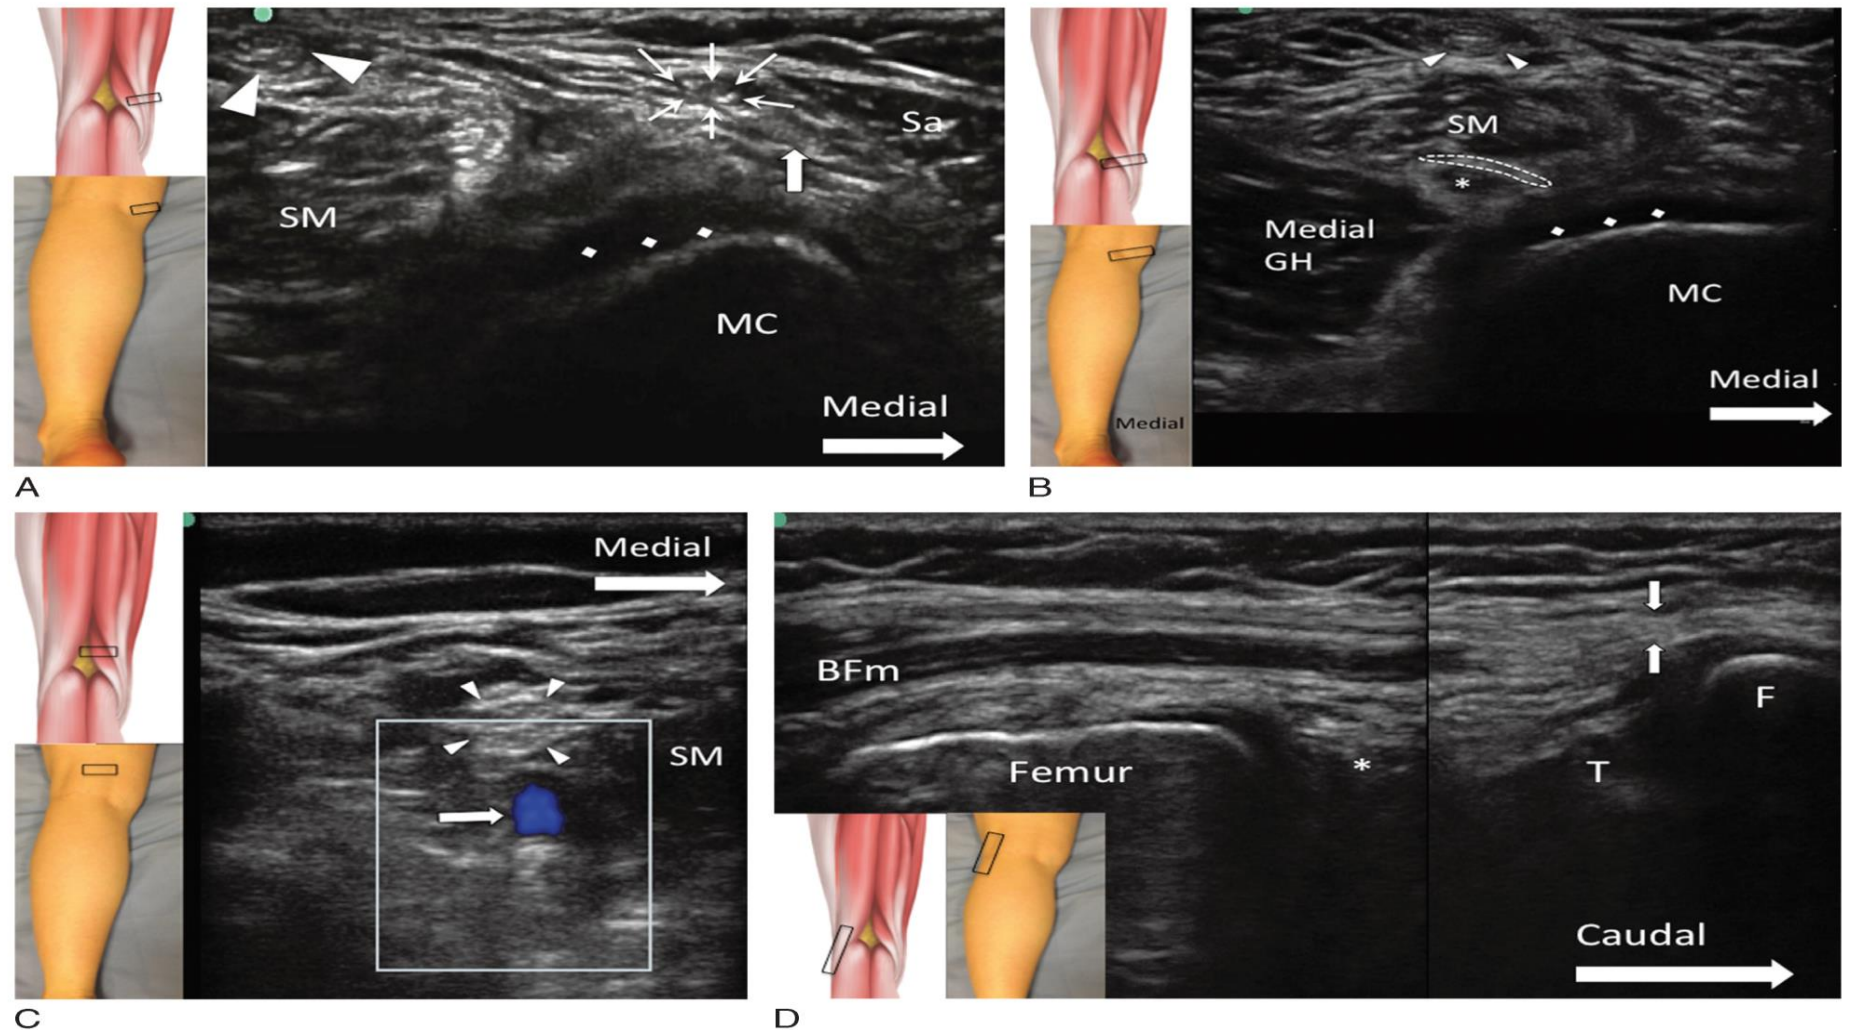 Sa
SM
MC
Medial
A
SM
*
Medial
GH
MC
Medial
Medial
B
Medial
SM
C
BFm
Femur
*
T
F
Caudal
D